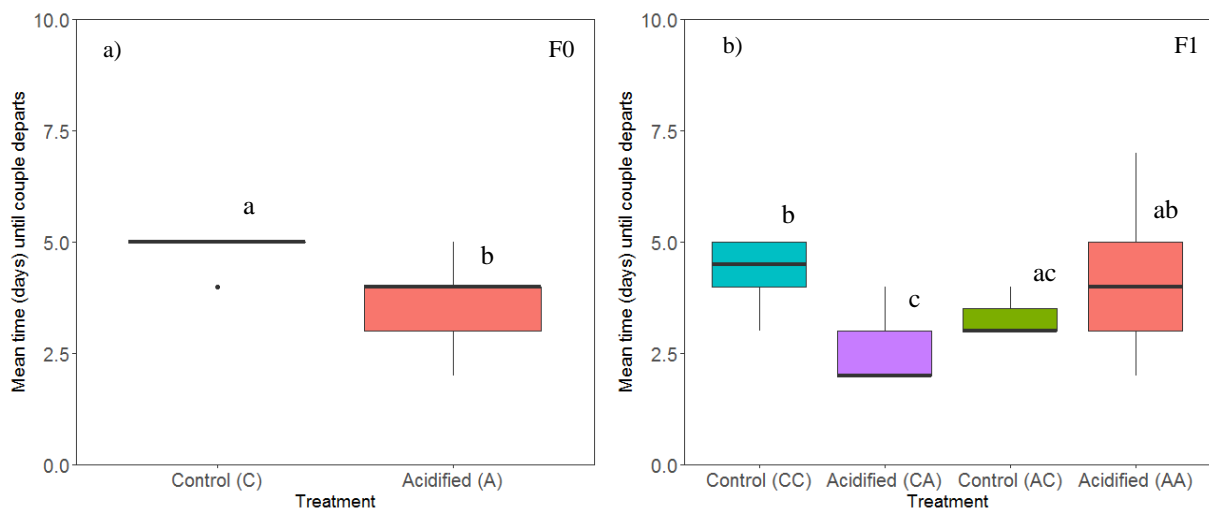 a)
F0
Mean time (days) until couple departs
10.0
7.5
5.0
2.5
0.0
a
b
Control (C)
Acidified (A)
Treatment
b)
F1
Mean time (days) until couple departs
10.0
7.5
5.0
2.5
0.0
b
c
ac
ab
Control (CC)
Acidified (CA)
Control (AC)
Acidified (AA)
Treatment